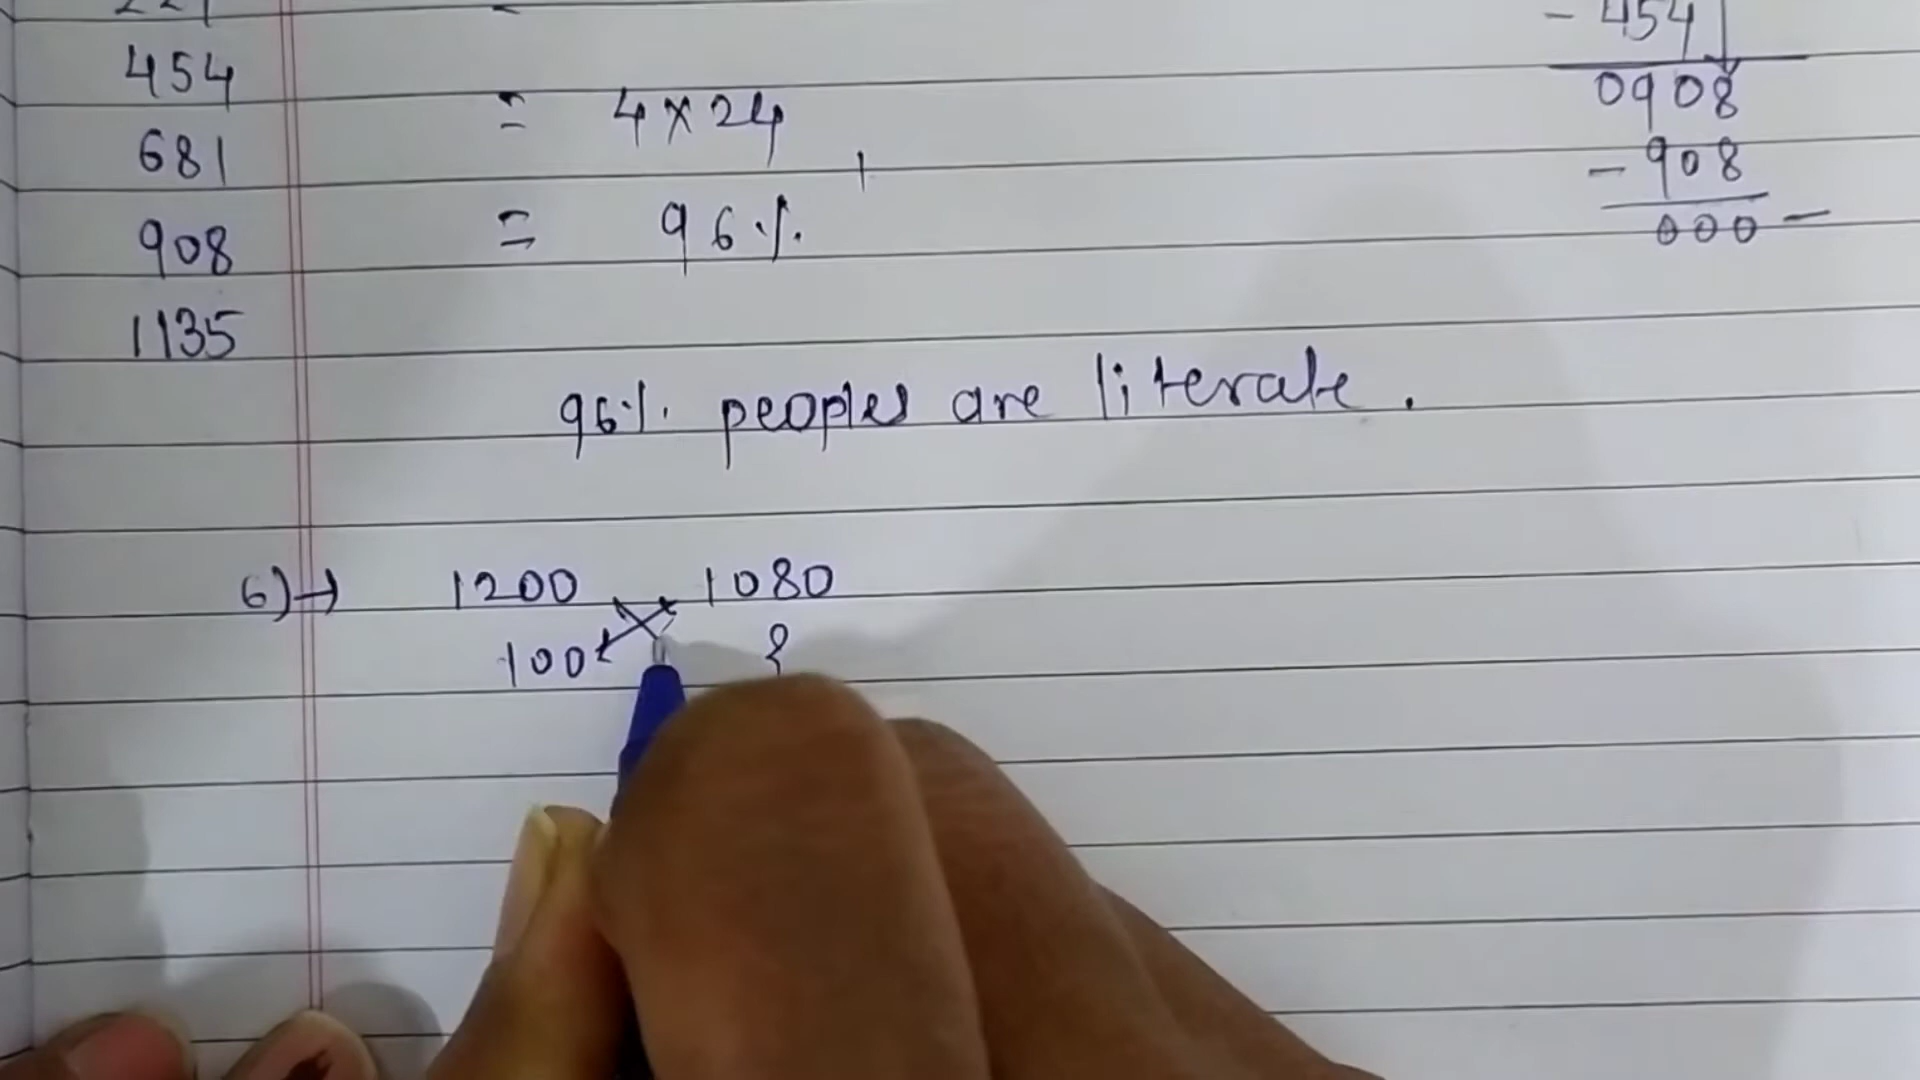 454
681
908
1135
= 4 × 24
= 96 %
- 454
0908
- 908
000
96% peoples are literate.
6)→ 1200 1080
100 ?